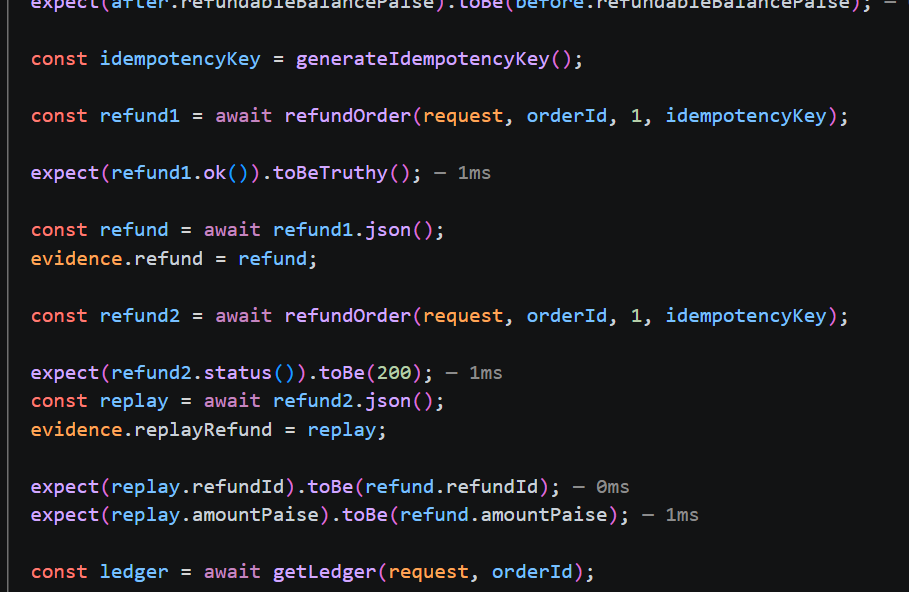 expect(after.refundableBalancePaise).toBe(before.refundableBalancePaise); —
const idempotencyKey = generateIdempotencyKey();
const refund1 = await refundOrder(request, orderId, 1, idempotencyKey);
expect(refund1.ok()).toBeTruthy(); — 1ms
const refund = await refund1.json();
evidence.refund = refund;
const refund2 = await refundOrder(request, orderId, 1, idempotencyKey);
expect(refund2.status()).toBe(200); — 1ms
const replay = await refund2.json();
evidence.replayRefund = replay;
expect(replay.refundId).toBe(refund.refundId); — 0ms
expect(replay.amountPaise).toBe(refund.amountPaise); — 1ms
const ledger = await getLedger(request, orderId);